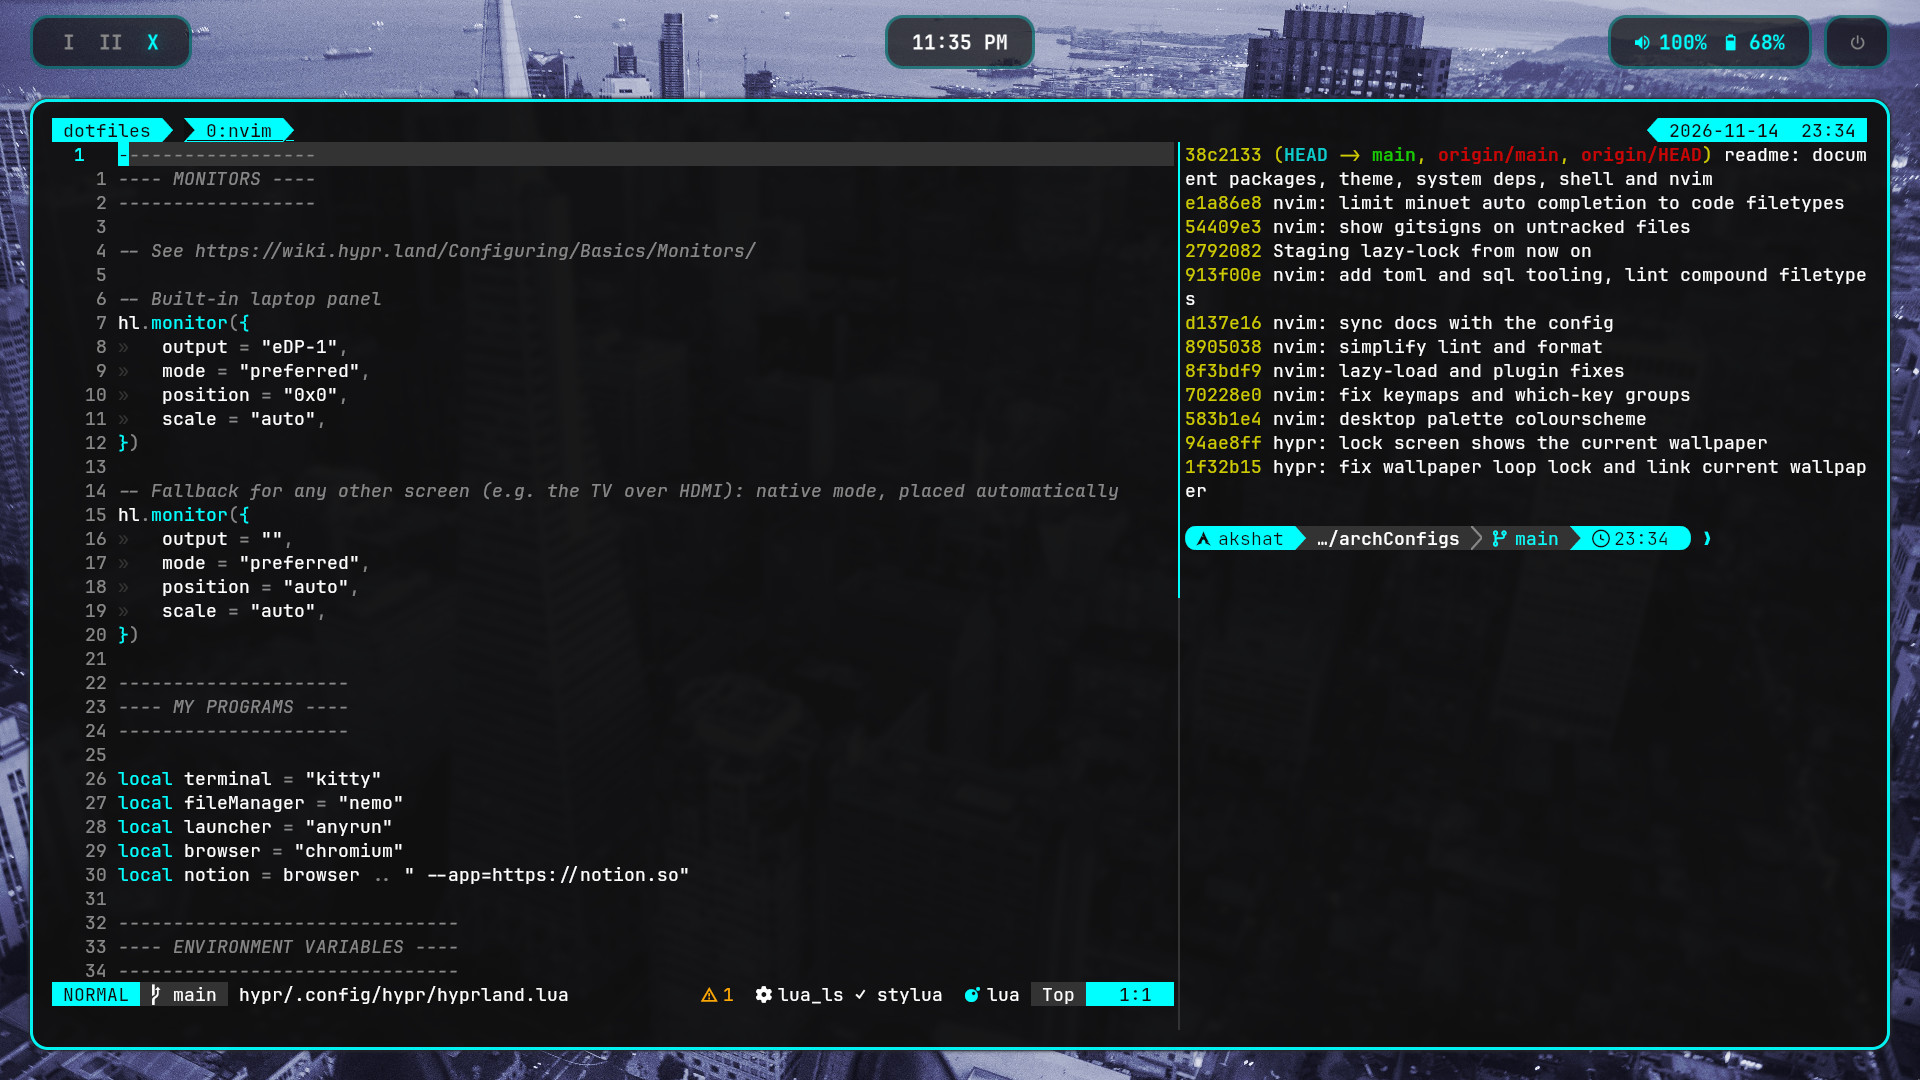 I II X
11:35 PM
100% 68%
dotfiles 0:nvim
2026-11-14 23:34
1 ------------------
1 ---- MONITORS ----
2 ------------------
3
4 -- See https://wiki.hypr.land/Configuring/Basics/Monitors/
5
6 -- Built-in laptop panel
7 hl.monitor({
8 » output = "eDP-1",
9 » mode = "preferred",
10 » position = "0x0",
11 » scale = "auto",
12 })
13
14 -- Fallback for any other screen (e.g. the TV over HDMI): native mode, placed automatically
15 hl.monitor({
16 » output = "",
17 » mode = "preferred",
18 » position = "auto",
19 » scale = "auto",
20 })
21
22 ---------------------
23 ---- MY PROGRAMS ----
24 ---------------------
25
26 local terminal = "kitty"
27 local fileManager = "nemo"
28 local launcher = "anyrun"
29 local browser = "chromium"
30 local notion = browser .. " --app=https://notion.so"
31
32 -------------------------------
33 ---- ENVIRONMENT VARIABLES ----
34 -------------------------------
NORMAL main hypr/.config/hypr/hyprland.lua 1 lua_ls ✓ stylua lua Top 1:1
38c2133 (HEAD -> main, origin/main, origin/HEAD) readme: docum
ent packages, theme, system deps, shell and nvim
e1a86e8 nvim: limit minuet auto completion to code filetypes
54409e3 nvim: show gitsigns on untracked files
2792082 Staging lazy-lock from now on
913f00e nvim: add toml and sql tooling, lint compound filetype
s
d137e16 nvim: sync docs with the config
8905038 nvim: simplify lint and format
8f3bdf9 nvim: lazy-load and plugin fixes
70228e0 nvim: fix keymaps and which-key groups
583b1e4 nvim: desktop palette colourscheme
94ae8ff hypr: lock screen shows the current wallpaper
1f32b15 hypr: fix wallpaper loop lock and link current wallpap
er
akshat …/archConfigs main 23:34 ❱